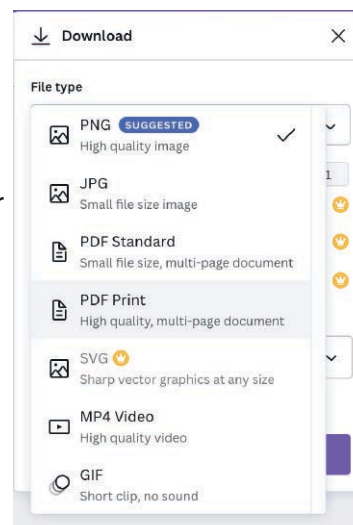 Download
File type
PNG SUGGESTED
High quality image
1
JPG
Small file size image
r
PDF Standard
Small file size, multi-page document
PDF Print
High quality, multi-page document
SVG
Sharp vector graphics at any size
MP4 Video
High quality video
GIF
Short clip, no sound